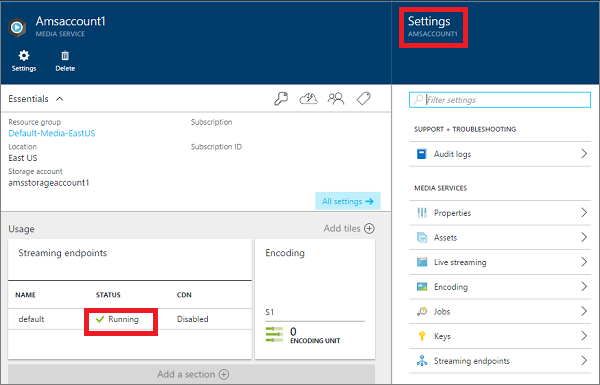 Amsaccount1
MEDIA SERVICE
Settings
Delete
Essentials
Resource group
Default-Media-EastUS
Location
East US
Storage account
amsstorageaccount1
Subscription
Subscription ID
All settings
Usage
Add tiles
Streaming endpoints
NAME STATUS CDN
default Running Disabled
Encoding
S1
0
ENCODING UNIT
Add a section
Settings
AMSACCOUNT1
Filter settings
SUPPORT + TROUBLESHOOTING
Audit logs
MEDIA SERVICES
Properties
Assets
Live streaming
Encoding
Jobs
Keys
Streaming endpoints